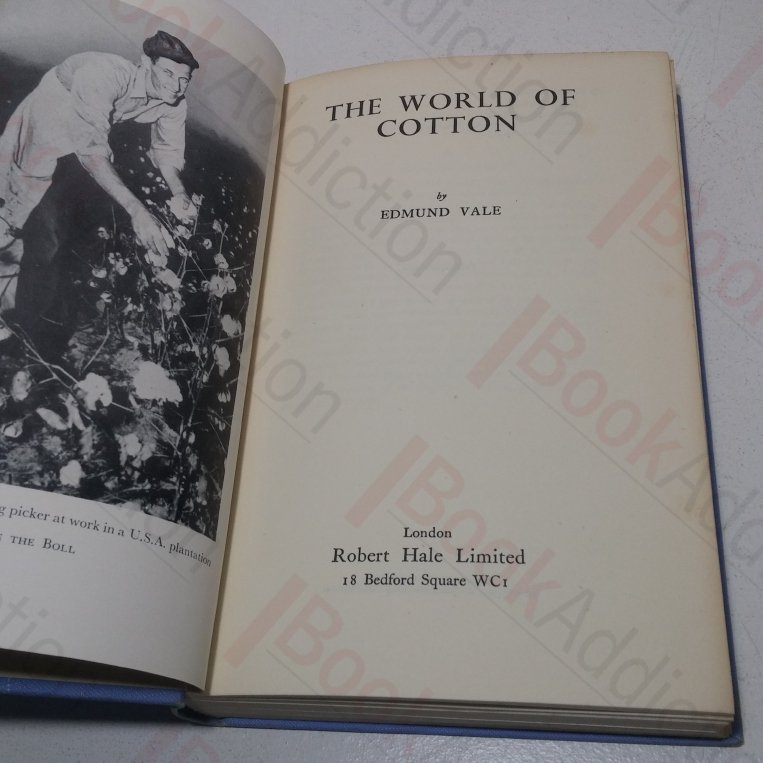 picker at work in a U.S.A. plantation
THE BOLL
THE WORLD OF
COTTON
by
EDMUND VALE
London
Robert Hale Limited
18 Bedford Square WC1
BookAddiction